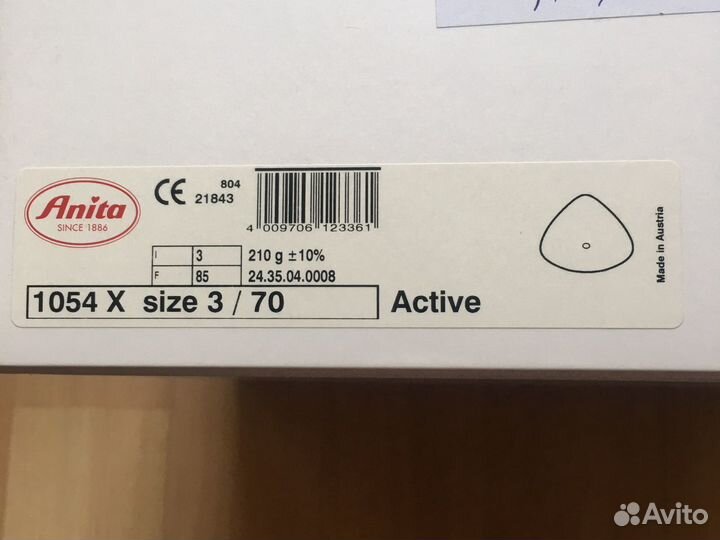 Anita
SINCE 1886
CE
804
21843
4 009706 123361
I 3 210 g ±10%
F 85 24.35.04.0008
1054 X size 3 / 70 Active
Made in Austria
Avito